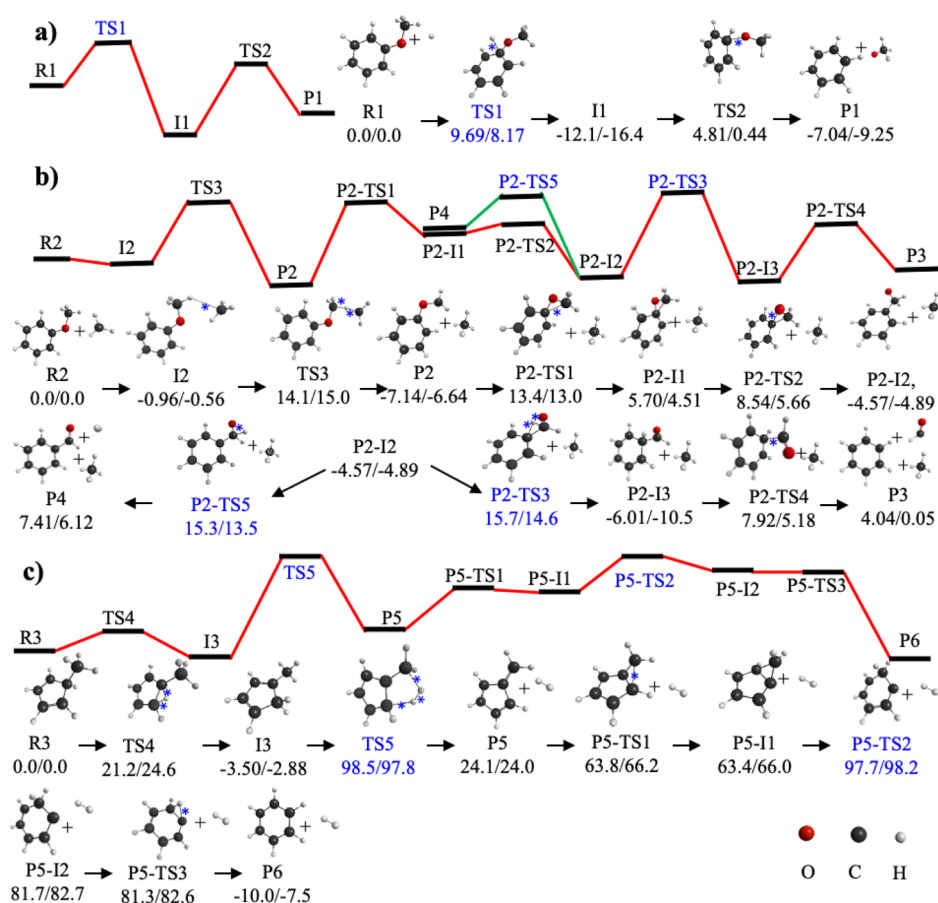 a)
TS1
TS2
R1
I1
P1
+
+
R1
TS1
I1
TS2
P1
0.0/0.0
9.69/8.17
-12.1/-16.4
4.81/0.44
-7.04/-9.25
b)
TS3
P2-TS1
P2-TS5
P2-TS3
P4
P2-TS4
R2
I2
P2-I1
P2-TS2
P2
P2-I2
P2-I3
P3
R2
I2
TS3
P2
P2-TS1
P2-I1
P2-TS2
P2-I2,
0.0/0.0
-0.96/-0.56
14.1/15.0
-7.14/-6.64
13.4/13.0
5.70/4.51
8.54/5.66
-4.57/-4.89
P2-I2
-4.57/-4.89
P4
P2-TS5
P2-TS3
P2-I3
P2-TS4
P3
7.41/6.12
15.3/13.5
15.7/14.6
-6.01/-10.5
7.92/5.18
4.04/0.05
c)
TS5
P5-TS1
P5-I1
P5-TS2
P5-I2
P5-TS3
R3
TS4
I3
P5
P6
R3
TS4
I3
TS5
P5
P5-TS1
P5-I1
P5-TS2
0.0/0.0
21.2/24.6
-3.50/-2.88
98.5/97.8
24.1/24.0
63.8/66.2
63.4/66.0
97.7/98.2
P5-I2
P5-TS3
P6
81.7/82.7
81.3/82.6
-10.0/-7.5
O C H